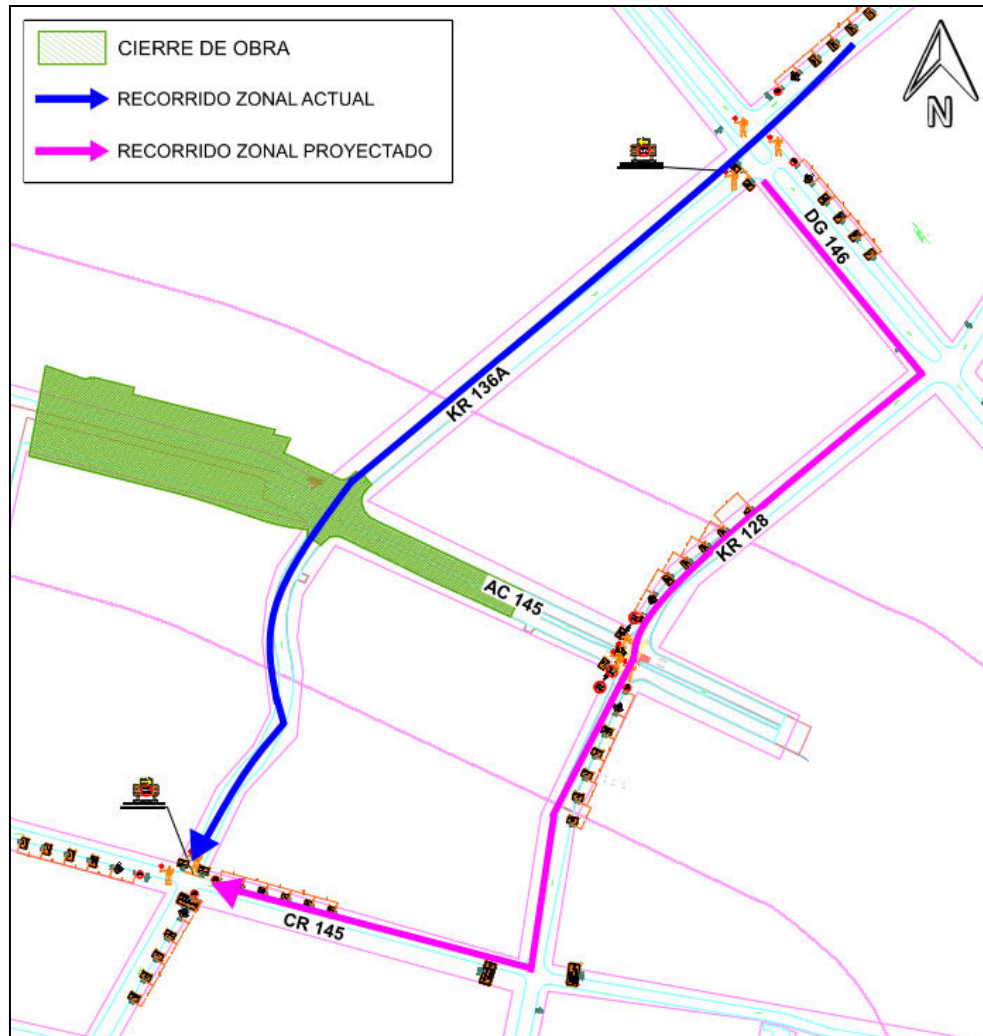 CIERRE DE OBRA
RECORRIDO ZONAL ACTUAL
RECORRIDO ZONAL PROYECTADO
N
DG 146
KR 136A
KR 128
AC 145
CR 145